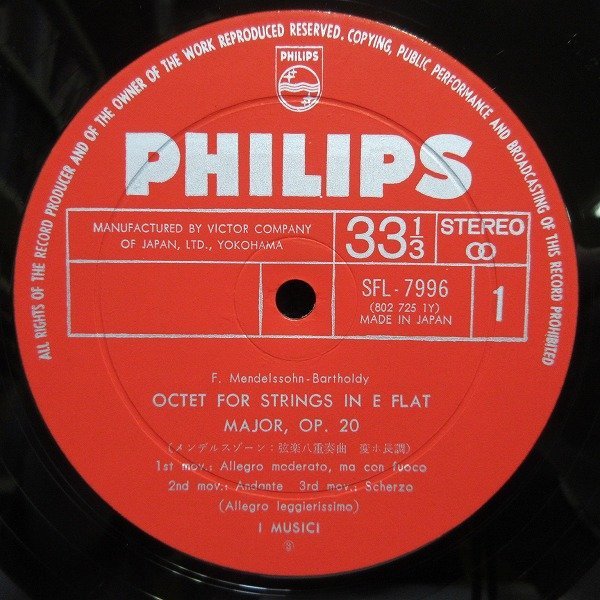 ALL RIGHTS OF THE RECORD PRODUCER AND OF THE OWNER OF THE WORK REPRODUCED RESERVED. COPYING, PUBLIC PERFORMANCE AND BROADCASTING OF THIS RECORD PROHIBITED
PHILIPS
PHILIPS
MANUFACTURED BY VICTOR COMPANY
OF JAPAN, LTD., YOKOHAMA
33 1/3
STEREO
SFL-7996
(802 725 1Y)
MADE IN JAPAN
1
F. Mendelssohn-Bartholdy
OCTET FOR STRINGS IN E FLAT
MAJOR, OP. 20
(メンデルスゾーン:弦楽八重奏曲 変ホ長調)
1st mov.: Allegro moderato, ma con fuoco
2nd mov.: Andante 3rd mov.: Scherzo
(Allegro leggierissimo)
I MUSICI